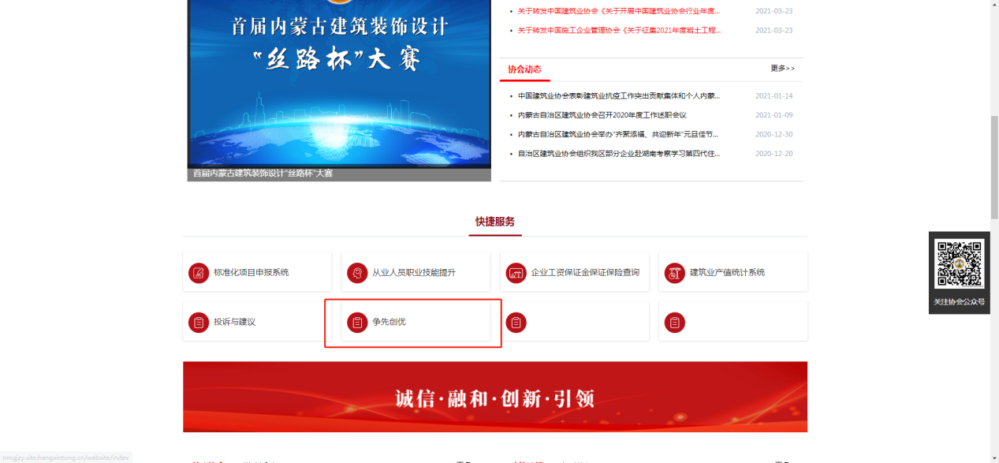 首届内蒙古建筑装饰设计
“丝路杯”大赛
首届内蒙古建筑装饰设计“丝路杯”大赛
关于转发中国建筑业协会《关于开展中国建筑业协会行业年度... 2021-03-23
关于转发中国施工企业管理协会《关于征集2021年度岩土工程... 2021-03-23
协会动态 更多>>
中国建筑业协会表彰建筑业抗疫工作突出贡献集体和个人内蒙... 2021-01-14
内蒙古自治区建筑业协会召开2020年度工作述职会议 2021-01-09
内蒙古自治区建筑业协会举办“齐聚添福、共迎新年”元旦佳节... 2020-12-30
自治区建筑业协会组织我区部分企业赴湖南考察学习第四代住... 2020-12-20
快捷服务
标准化项目申报系统 从业人员职业技能提升 企业工资保证金保证保险查询 建筑业产值统计系统
投诉与建议 争先创优
关注协会公众号
诚信·融和·创新·引领
nmgjzy.site.hangxintong.cn/website/index